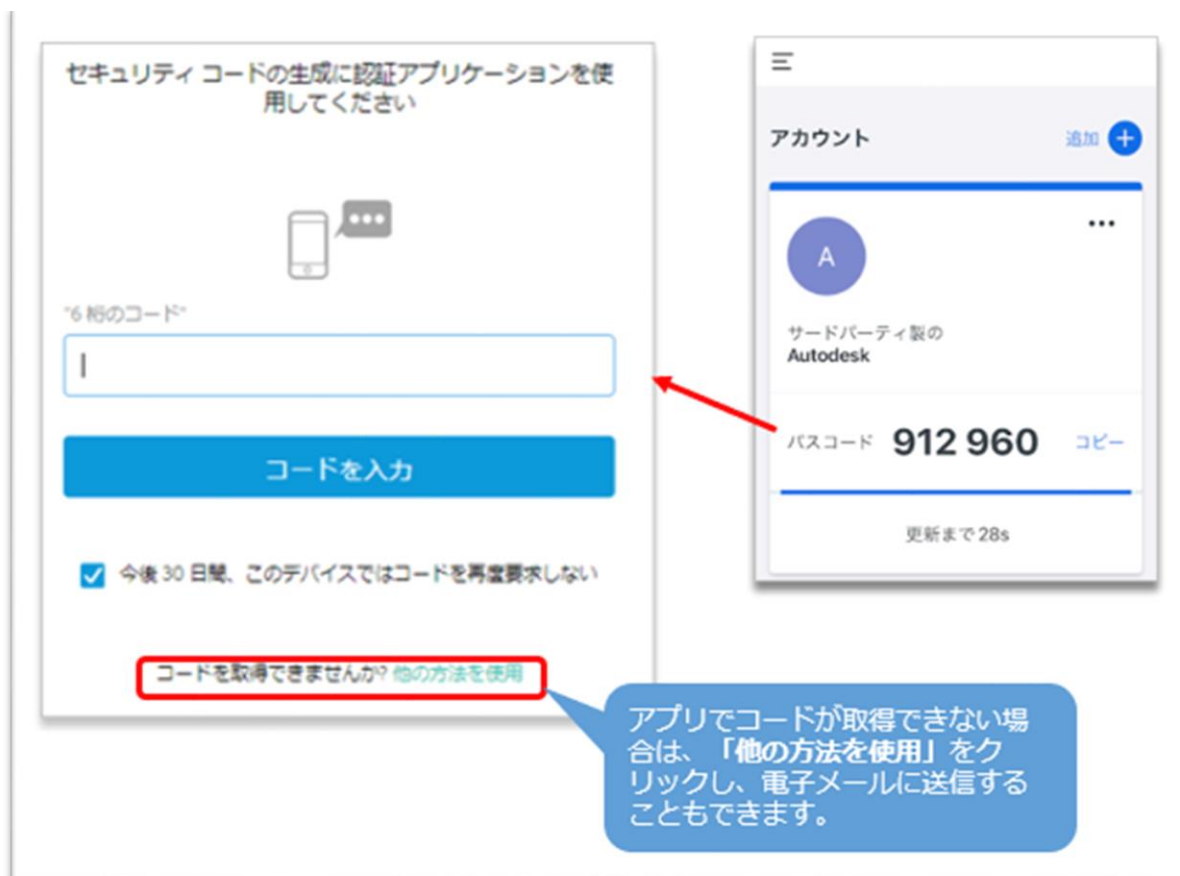 セキュリティ コードの生成に認証アプリケーションを使
用してください
"6 桁のコード"
コードを入力
今後 30 日間、このデバイスではコードを再度要求しない
コードを取得できませんか? 他の方法を使用
アカウント
追加
A
サードパーティ製の
Autodesk
パスコード 912 960 コピー
更新まで 28s
アプリでコードが取得できない場
合は、「他の方法を使用」をク
リックし、電子メールに送信する
こともできます。